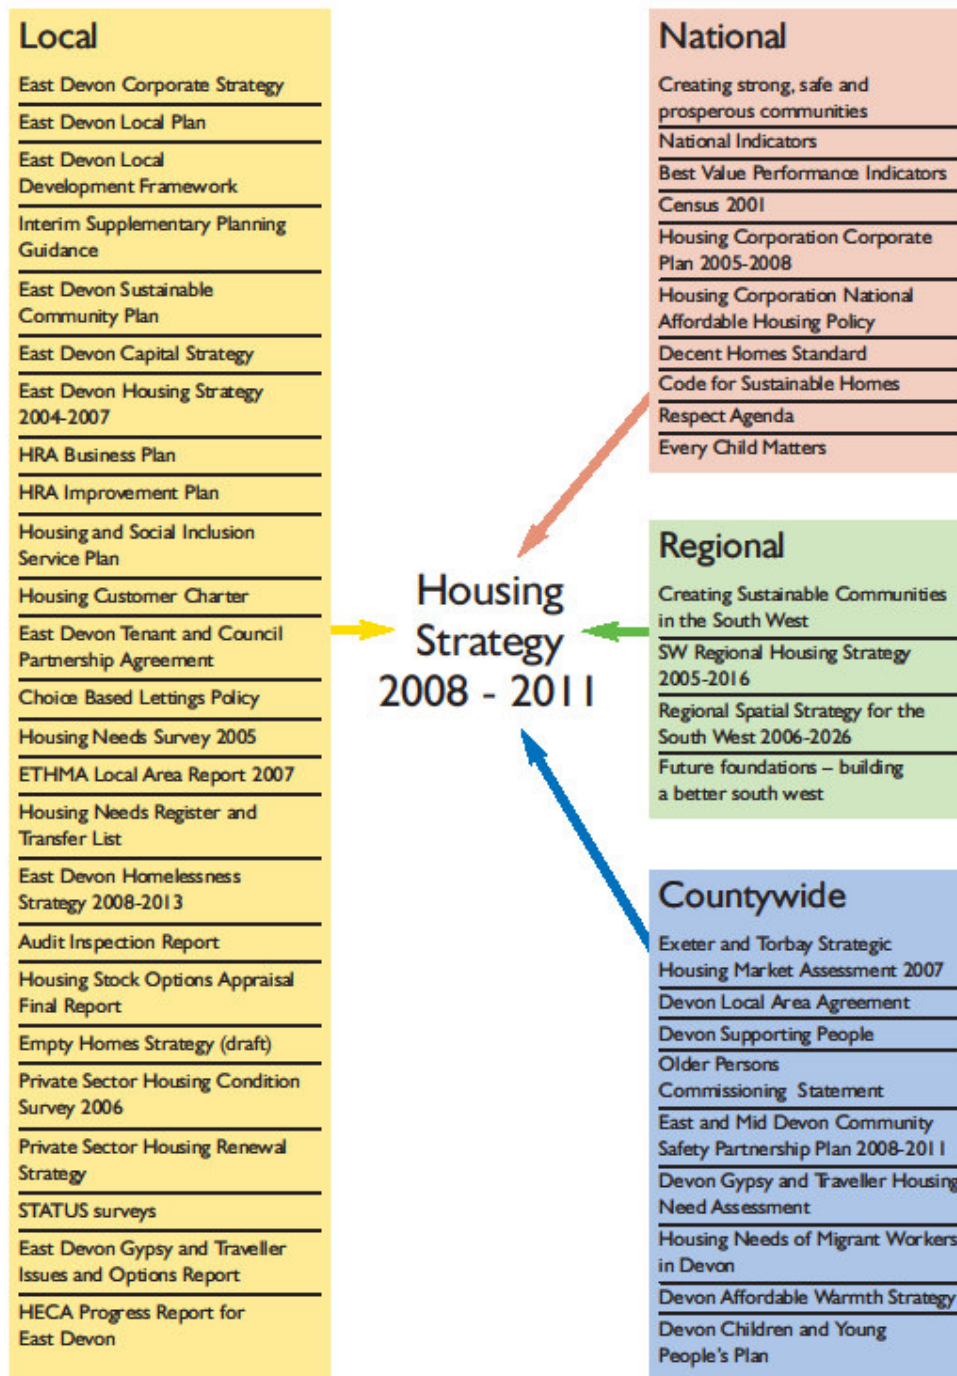 Local
East Devon Corporate Strategy
East Devon Local Plan
East Devon Local
Development Framework
Interim Supplementary Planning
Guidance
East Devon Sustainable
Community Plan
East Devon Capital Strategy
East Devon Housing Strategy
2004-2007
HRA Business Plan
HRA Improvement Plan
Housing and Social Inclusion
Service Plan
Housing Customer Charter
East Devon Tenant and Council
Partnership Agreement
Choice Based Lettings Policy
Housing Needs Survey 2005
ETHMA Local Area Report 2007
Housing Needs Register and
Transfer List
East Devon Homelessness
Strategy 2008-2013
Audit Inspection Report
Housing Stock Options Appraisal
Final Report
Empty Homes Strategy (draft)
Private Sector Housing Condition
Survey 2006
Private Sector Housing Renewal
Strategy
STATUS surveys
East Devon Gypsy and Traveller
Issues and Options Report
HECA Progress Report for
East Devon
Housing
Strategy
2008 - 2011
National
Creating strong, safe and
prosperous communities
National Indicators
Best Value Performance Indicators
Census 2001
Housing Corporation Corporate
Plan 2005-2008
Housing Corporation National
Affordable Housing Policy
Decent Homes Standard
Code for Sustainable Homes
Respect Agenda
Every Child Matters
Regional
Creating Sustainable Communities
in the South West
SW Regional Housing Strategy
2005-2016
Regional Spatial Strategy for the
South West 2006-2026
Future foundations – building
a better south west
Countywide
Exeter and Torbay Strategic
Housing Market Assessment 2007
Devon Local Area Agreement
Devon Supporting People
Older Persons
Commissioning Statement
East and Mid Devon Community
Safety Partnership Plan 2008-2011
Devon Gypsy and Traveller Housing
Need Assessment
Housing Needs of Migrant Workers
in Devon
Devon Affordable Warmth Strategy
Devon Children and Young
People's Plan